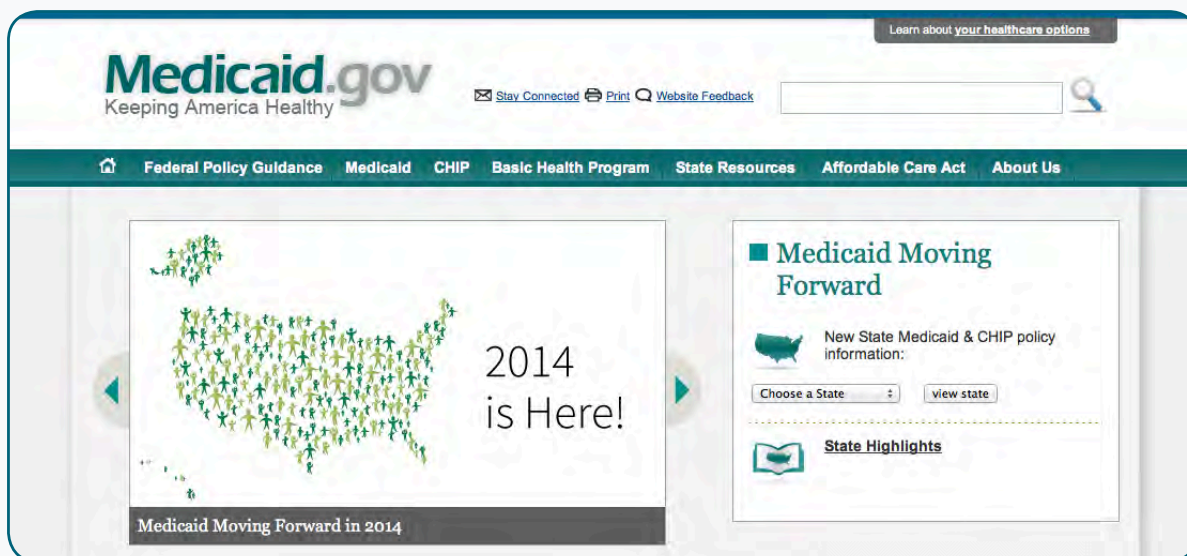 Learn about your healthcare options
Medicaid.gov
Keeping America Healthy
Stay Connected Print Website Feedback
Federal Policy Guidance Medicaid CHIP Basic Health Program State Resources Affordable Care Act About Us
2014
is Here!
Medicaid Moving Forward in 2014
Medicaid Moving
Forward
New State Medicaid & CHIP policy
information:
Choose a State view state
State Highlights